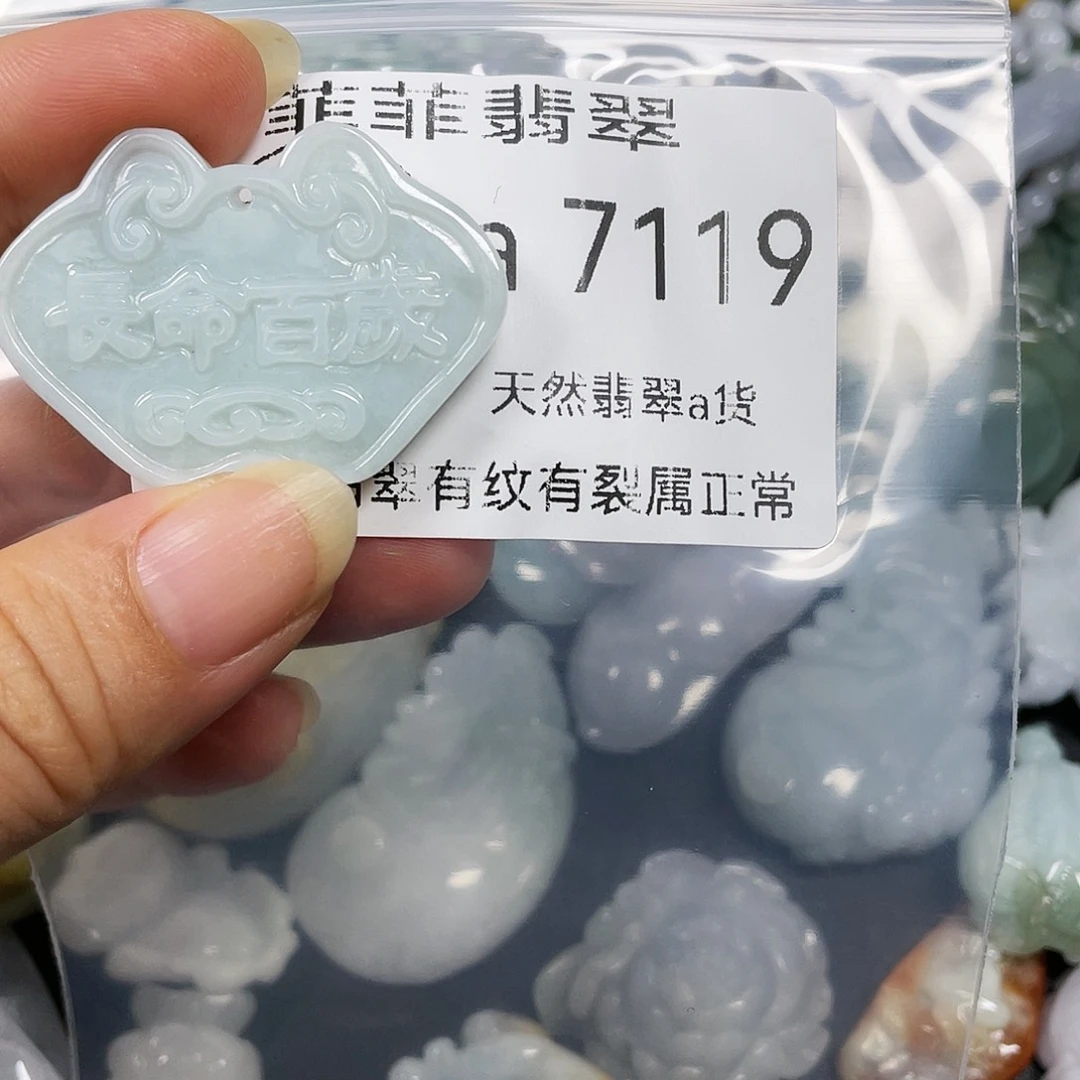 菲菲翡翠
a 7119
長命百歲
天然翡翠a货
翠有纹有裂属正常